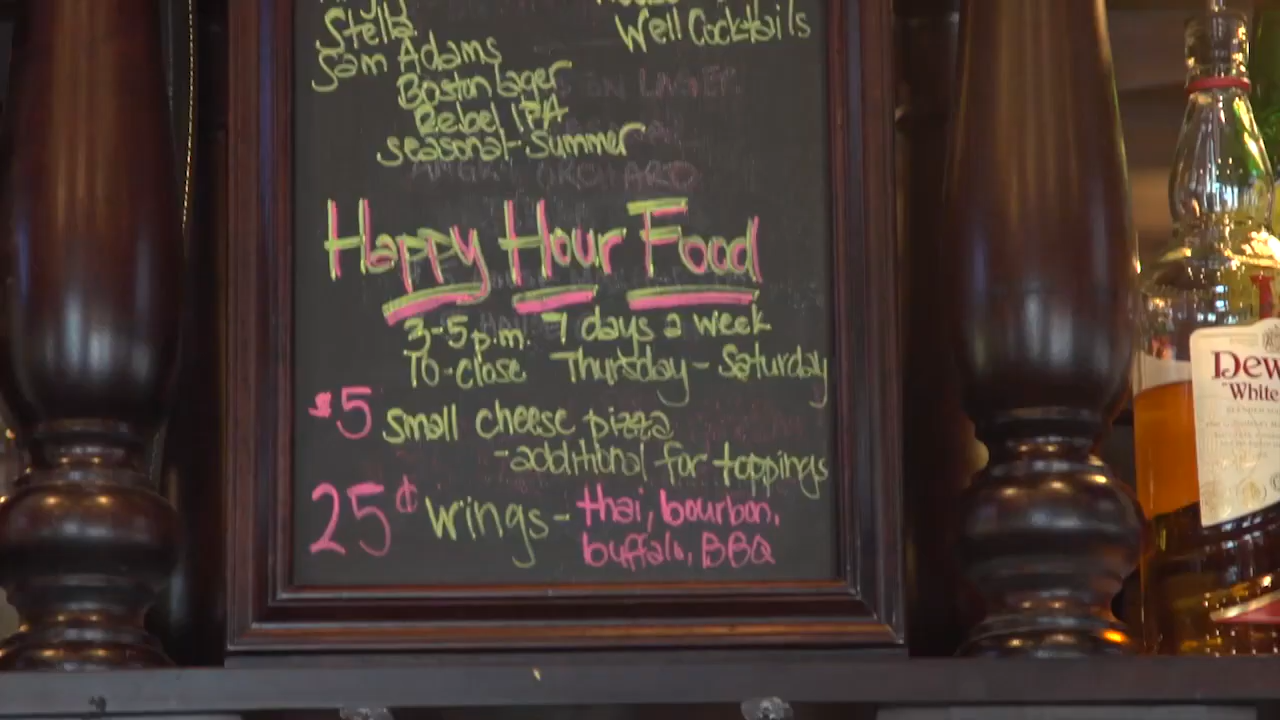 Stella
Well Cocktails
Sam Adams
Boston lager
Rebel IPA
seasonal-Summer
ANGRY ORCHARD
Happy Hour Food
3-5 p.m. 7 days a week
To-close Thursday - Saturday
$5 small cheese pizza
-additional for toppings
25¢ wings - thai, bourbon,
buffalo, BBQ
Dew
"White